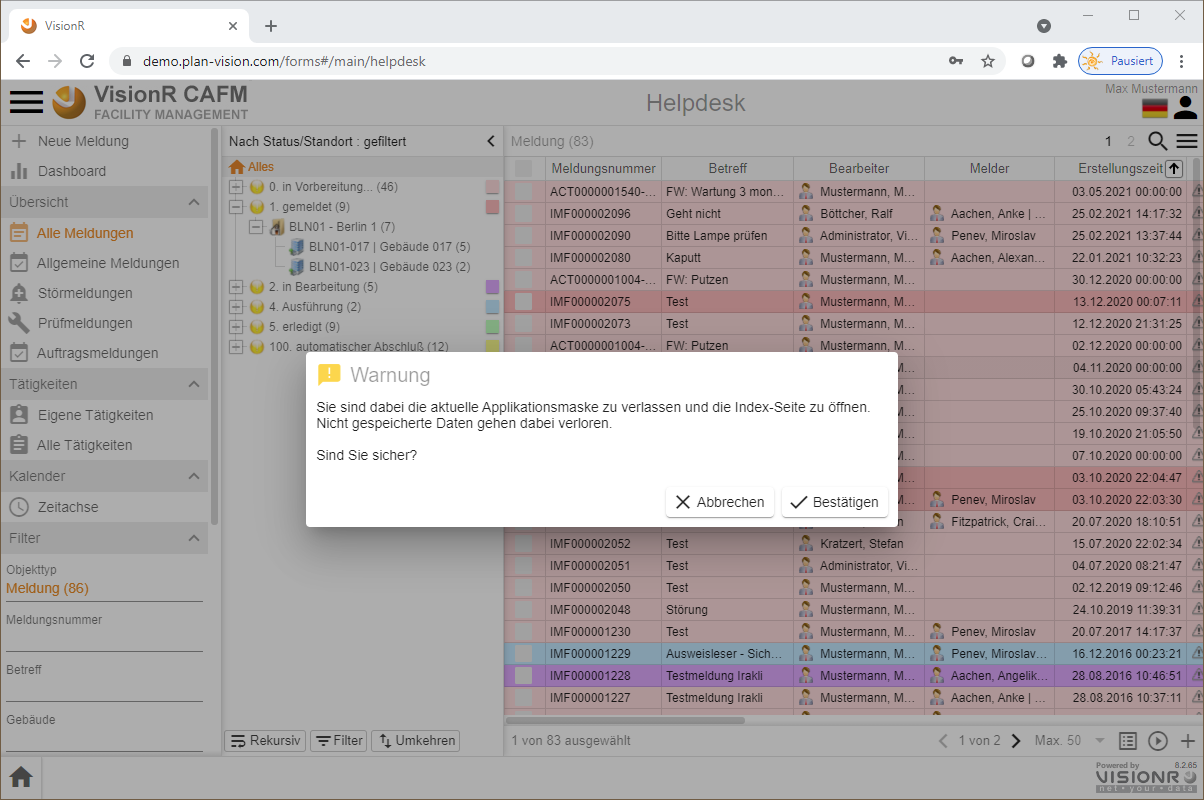 VisionR
demo.plan-vision.com/forms#/main/helpdesk
Pausiert
VisionR CAFM
FACILITY MANAGEMENT
Helpdesk
Max Mustermann
Neue Meldung
Dashboard
Übersicht
Alle Meldungen
Allgemeine Meldungen
Störmeldungen
Prüfmeldungen
Auftragsmeldungen
Tätigkeiten
Eigene Tätigkeiten
Alle Tätigkeiten
Kalender
Zeitachse
Filter
Objekttyp
Meldung (86)
Meldungsnummer
Betreff
Gebäude
Nach Status/Standort : gefiltert
Alles
0. in Vorbereitung... (46)
1. gemeldet (9)
BLN01 - Berlin 1 (7)
BLN01-017 | Gebäude 017 (5)
BLN01-023 | Gebäude 023 (2)
2. in Bearbeitung (5)
4. Ausführung (2)
5. erledigt (9)
100. automatischer Abschluß (12)
Rekursiv Filter Umkehren
Meldung (83) 1 2
Meldungsnummer Betreff Bearbeiter Melder Erstellungszeit
ACT0000001540-... FW: Wartung 3 mon... Mustermann, M... 03.05.2021 00:00:00
IMF000002096 Geht nicht Böttcher, Ralf Aachen, Anke | ... 25.02.2021 14:17:32
IMF000002090 Bitte Lampe prüfen Administrator, Vi... Penev, Miroslav 25.02.2021 13:37:44
IMF000002080 Kaputt Mustermann, M... Aachen, Alexan... 22.01.2021 10:32:23
ACT0000001004-... FW: Putzen Mustermann, M... 30.12.2020 00:00:00
IMF000002075 Test Mustermann, M... 13.12.2020 00:07:11
IMF000002073 Test Mustermann, M... 12.12.2020 21:31:25
ACT0000001004-... FW: Putzen Mustermann, M... 02.12.2020 00:00:00
04.11.2020 00:00:00
30.10.2020 05:43:24
25.10.2020 09:37:40
19.10.2020 21:05:50
07.10.2020 00:00:00
03.10.2020 22:04:47
Penev, Miroslav 03.10.2020 22:03:30
Fitzpatrick, Crai... 20.07.2020 18:10:51
IMF000002052 Test Kratzert, Stefan 15.07.2020 22:02:34
IMF000002051 Test Administrator, Vi... 04.07.2020 08:21:47
IMF000002050 Test Mustermann, M... 02.12.2019 09:12:46
IMF000002048 Störung Mustermann, M... 24.10.2019 11:39:31
IMF000001230 Test Mustermann, M... Penev, Miroslav 20.07.2017 14:17:37
IMF000001229 Ausweisleser - Sich... Mustermann, M... Penev, Miroslav... 16.12.2016 00:23:21
IMF000001228 Testmeldung Irakli Mustermann, M... Aachen, Angelik... 28.08.2016 10:46:51
IMF000001227 Testmeldung Irakli Mustermann, M... Aachen, Anke | ... 28.08.2016 10:37:11
1 von 83 ausgewählt 1 von 2 Max. 50
Warnung
Sie sind dabei die aktuelle Applikationsmaske zu verlassen und die Index-Seite zu öffnen.
Nicht gespeicherte Daten gehen dabei verloren.
Sind Sie sicher?
Abbrechen Bestätigen
Powered by 8.2.65
VISIONR
net • your • data